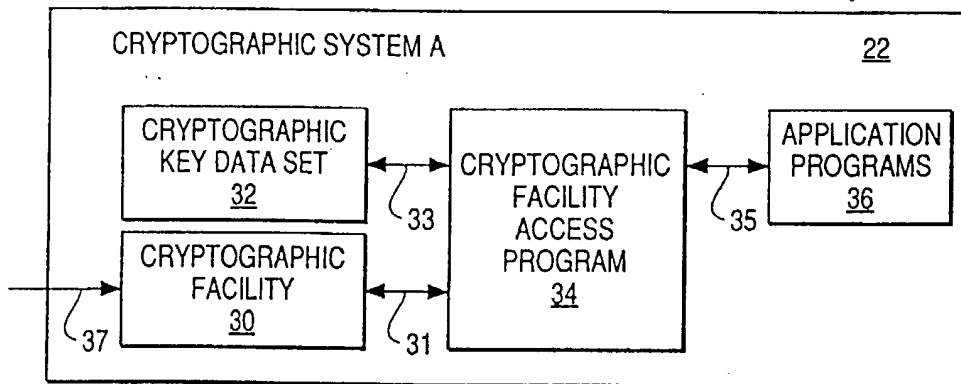 CRYPTOGRAPHIC SYSTEM A
22
CRYPTOGRAPHIC
KEY DATA SET
32
33
CRYPTOGRAPHIC
FACILITY
30
37
31
CRYPTOGRAPHIC
FACILITY
ACCESS
PROGRAM
34
35
APPLICATION
PROGRAMS
36